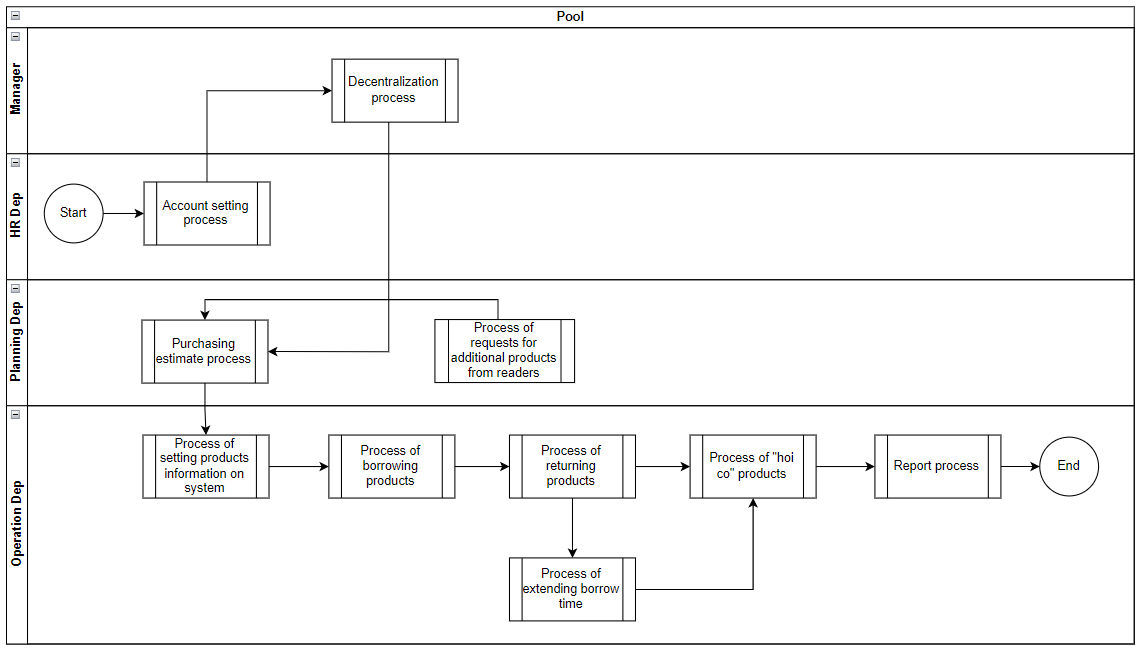 Pool
Manager
Decentralization
process
HR Dep
Start
Account setting
process
Planning Dep
Purchasing
estimate process
Process of
requests for
additional products
from readers
Operation Dep
Process of
setting products
information on
system
Process of
borrowing
products
Process of
returning
products
Process of "hoi
co" products
Report process
End
Process of
extending borrow
time